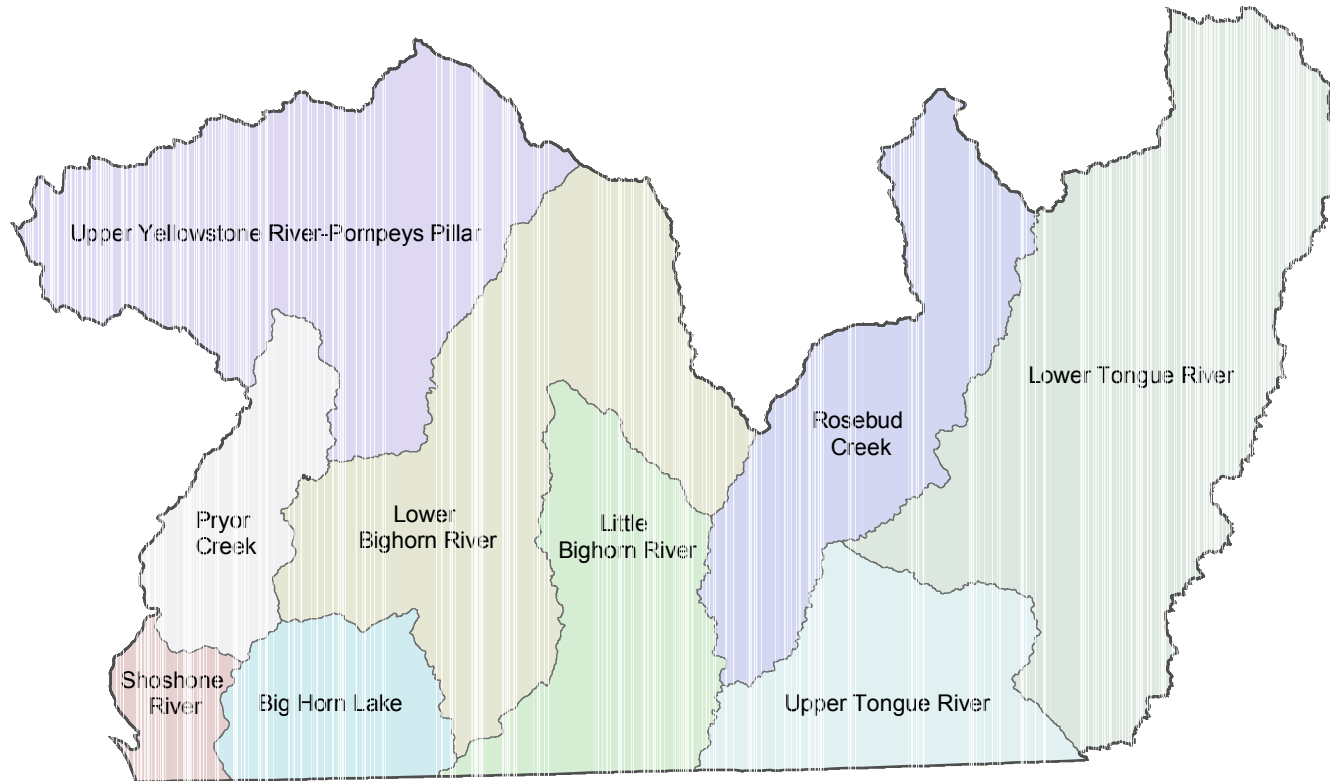 Upper Yellowstone River-Pompeys Pillar
Lower Tongue River
Rosebud
Creek
Pryor
Creek
Lower
Bighorn River
Little
Bighorn River
Shoshone
River
Big Horn Lake
Upper Tongue River